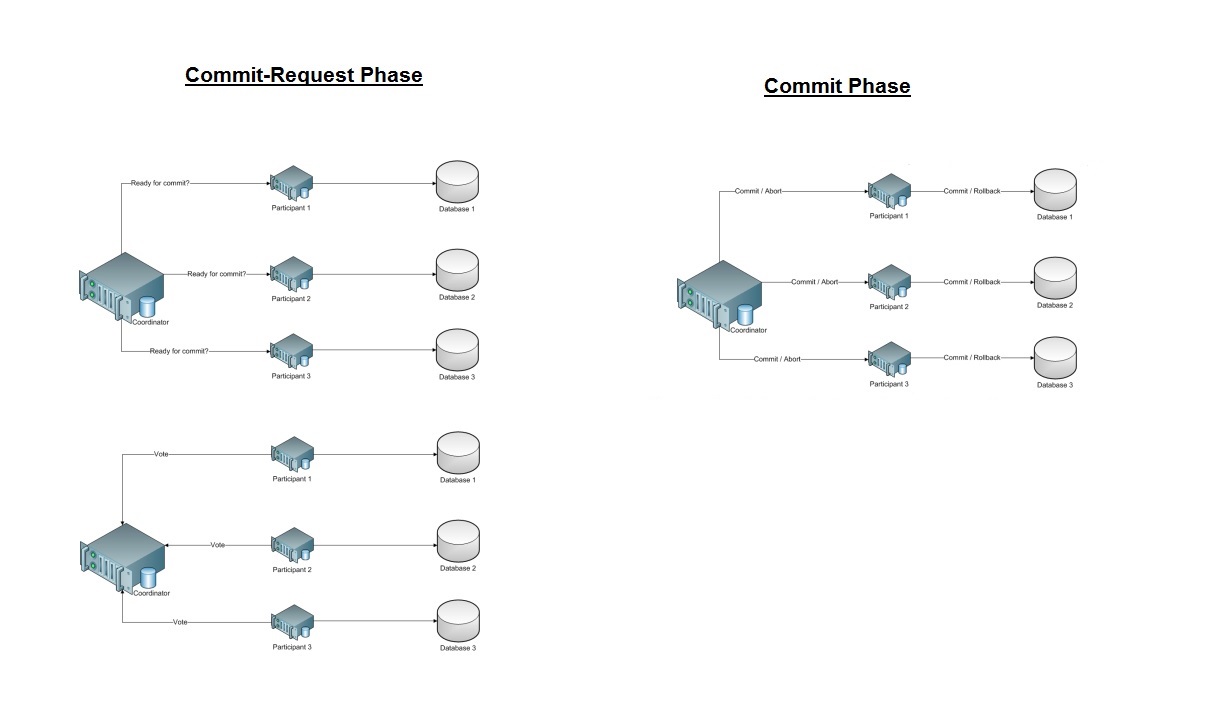 Commit-Request Phase
Ready for commit?
Participant 1
Database 1
Ready for commit?
Participant 2
Database 2
Coordinator
Ready for commit?
Participant 3
Database 3
Vote
Participant 1
Database 1
Vote
Participant 2
Database 2
Coordinator
Vote
Participant 3
Database 3
Commit Phase
Commit / Abort
Participant 1
Commit / Rollback
Database 1
Commit / Abort
Participant 2
Commit / Rollback
Database 2
Coordinator
Commit / Abort
Participant 3
Commit / Rollback
Database 3